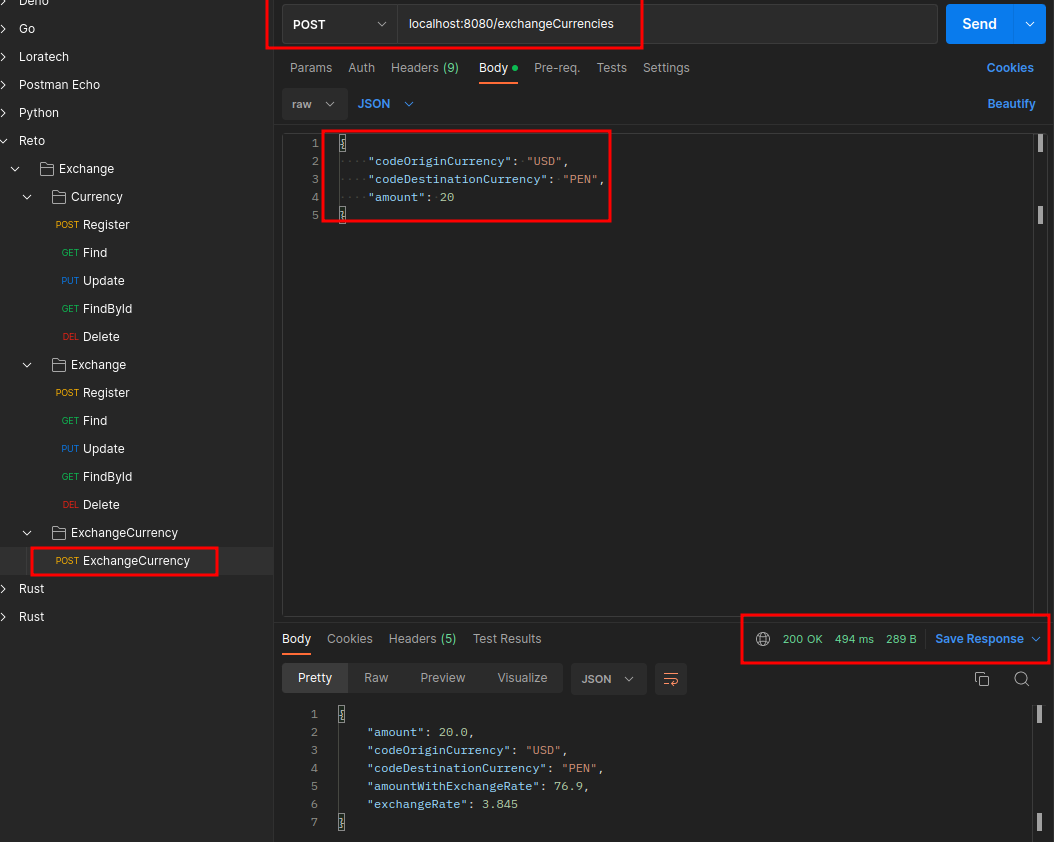 Deno
Go
Loratech
Postman Echo
Python
Reto
Exchange
Currency
POST Register
GET Find
PUT Update
GET FindById
DEL Delete
Exchange
POST Register
GET Find
PUT Update
GET FindById
DEL Delete
ExchangeCurrency
POST ExchangeCurrency
Rust
Rust
POST localhost:8080/exchangeCurrencies Send
Params Auth Headers (9) Body Pre-req. Tests Settings Cookies
raw JSON Beautify
1 {
2 "codeOriginCurrency": "USD",
3 "codeDestinationCurrency": "PEN",
4 "amount": 20
5 }
Body Cookies Headers (5) Test Results 200 OK 494 ms 289 B Save Response
Pretty Raw Preview Visualize JSON
1 {
2 "amount": 20.0,
3 "codeOriginCurrency": "USD",
4 "codeDestinationCurrency": "PEN",
5 "amountWithExchangeRate": 76.9,
6 "exchangeRate": 3.845
7 }